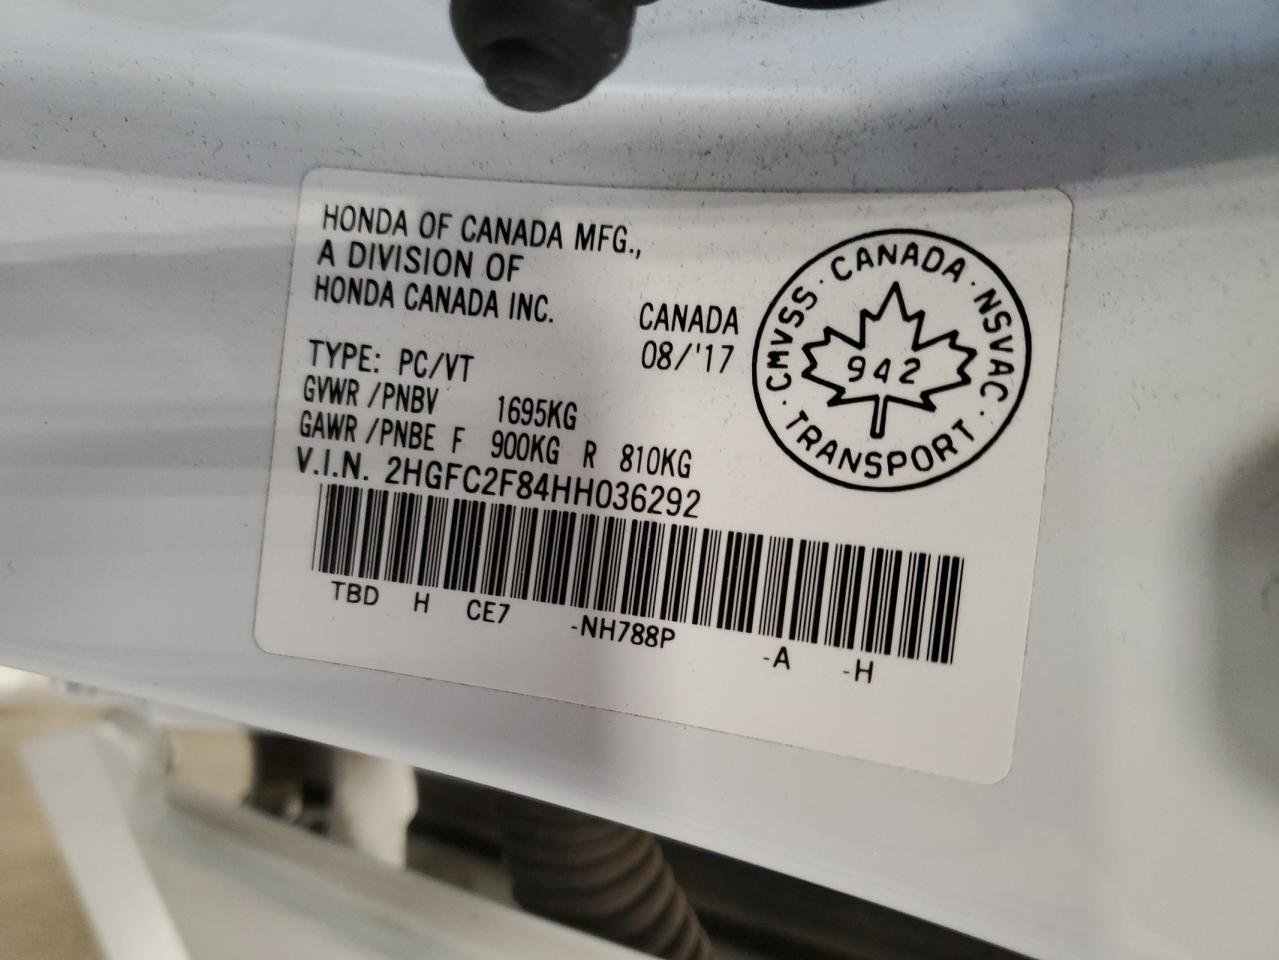 HONDA OF CANADA MFG.,
A DIVISION OF
HONDA CANADA INC.
CANADA
08/'17
TYPE: PC/VT
GVWR /PNBV 1695KG
GAWR /PNBE F 900KG R 810KG
V.I.N. 2HGFC2F84HH036292
TBD H CE7 -NH788P -A -H
CMVSS · CANADA · NSVAC ·
942
· TRANSPORT